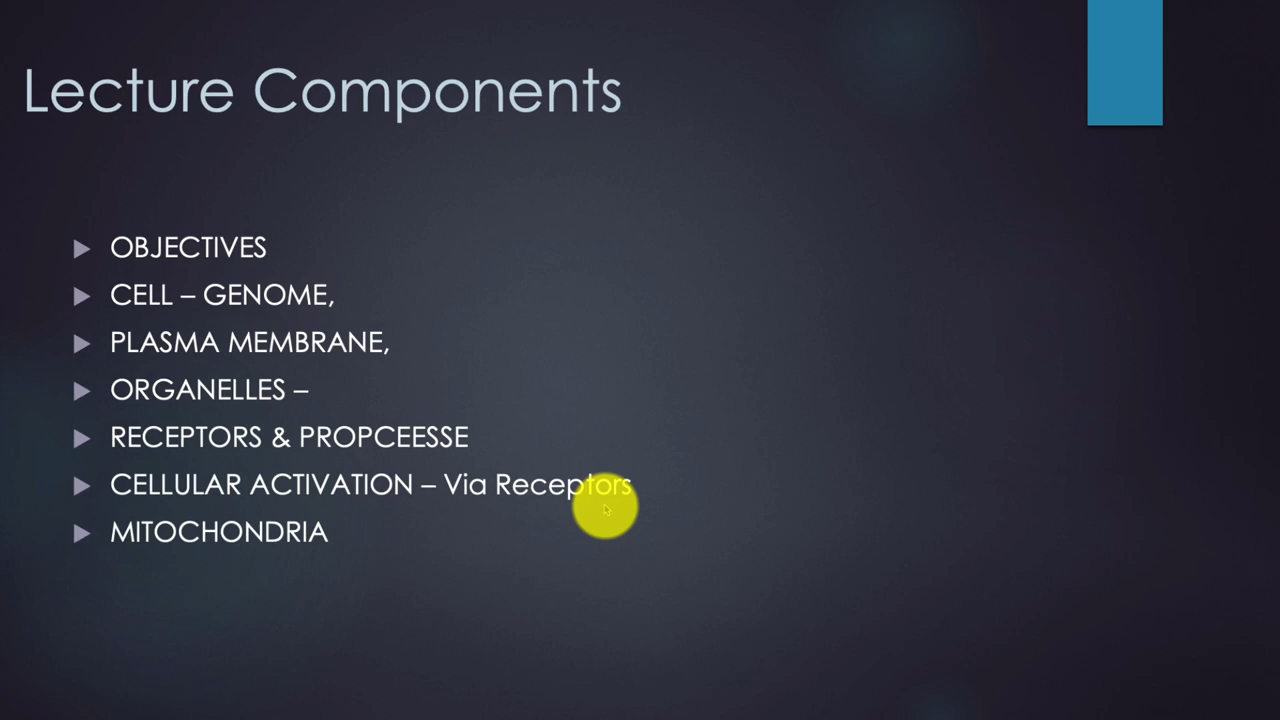 Lecture Components
OBJECTIVES
CELL – GENOME,
PLASMA MEMBRANE,
ORGANELLES –
RECEPTORS & PROPCEESSE
CELLULAR ACTIVATION – Via Receptors
MITOCHONDRIA